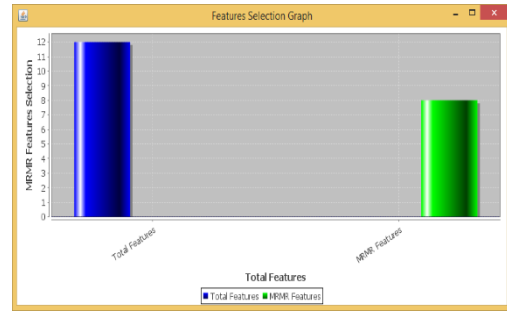 Features Selection Graph
12
11
10
9
8
7
6
5
4
3
2
1
0
MRMR Features Selection
Total Features
MRMR Features
Total Features
Total Features MRMR Features